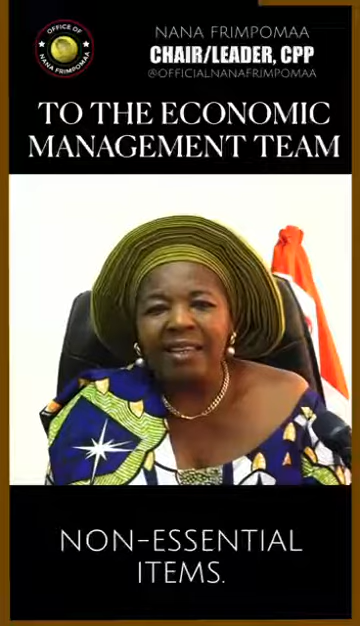 OFFICE OF
NANA FRIMPOMAA
NANA FRIMPOMAA
CHAIR/LEADER, CPP
@OFFICIALNANAFRIMPOMAA
TO THE ECONOMIC
MANAGEMENT TEAM
NON-ESSENTIAL
ITEMS.